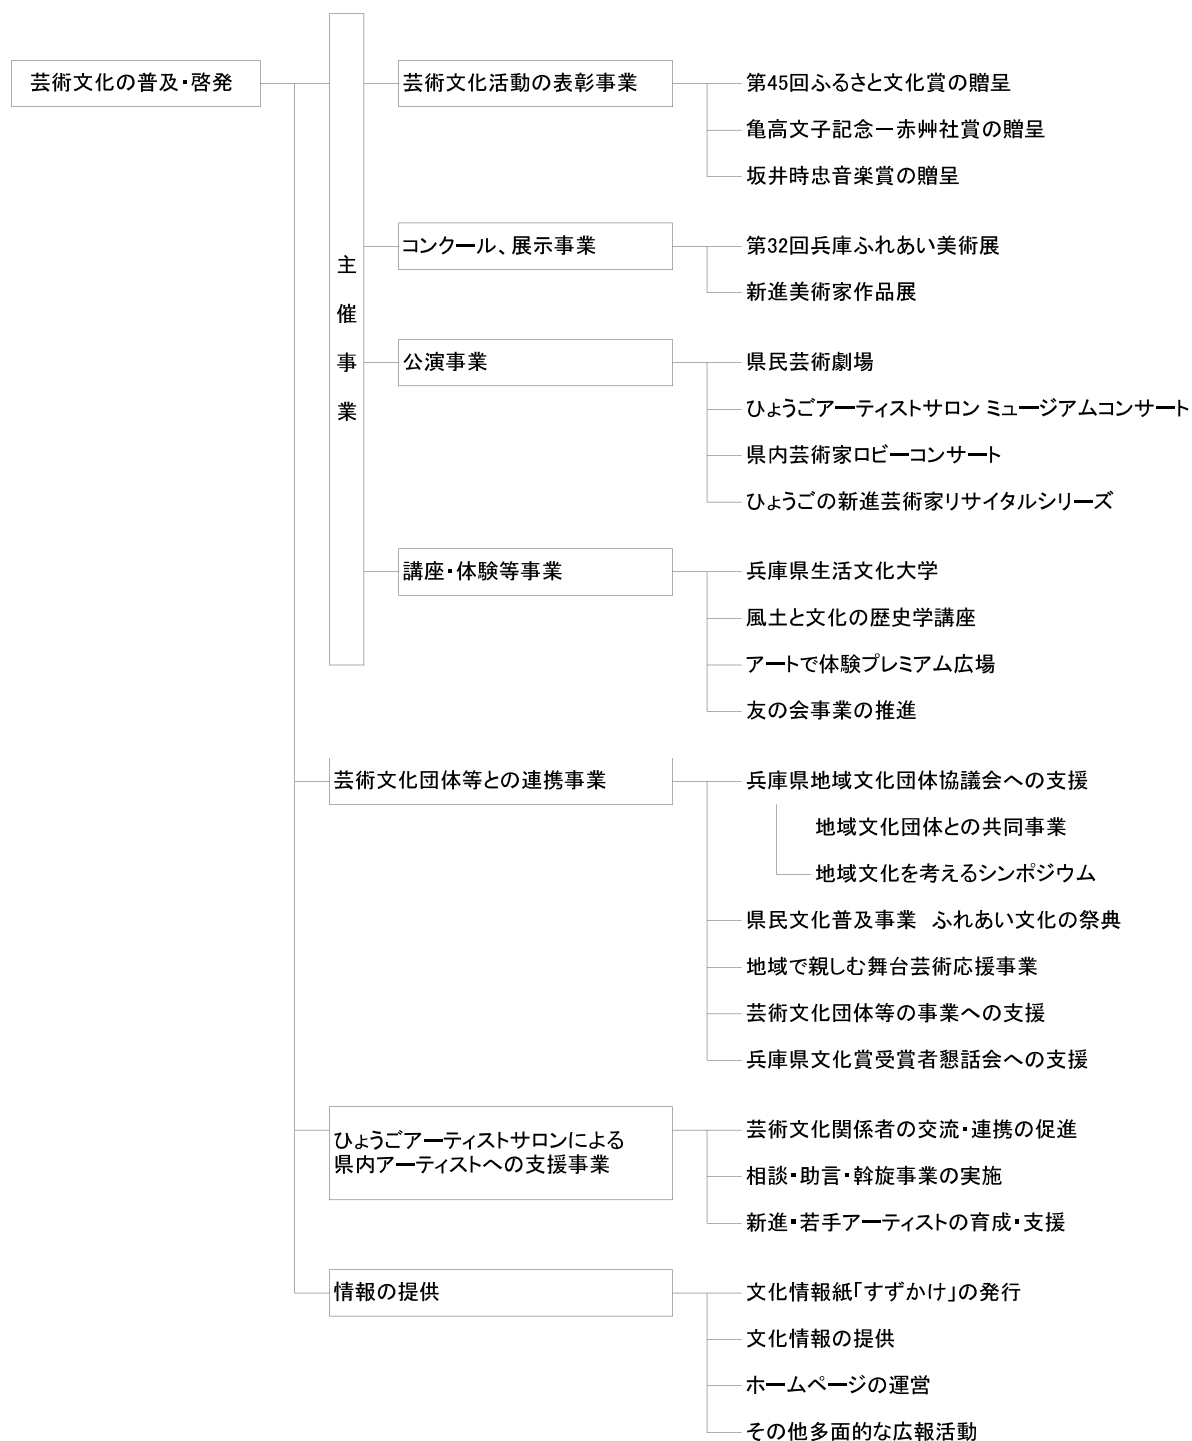 芸術文化の普及・啓発
主催事業
芸術文化活動の表彰事業
第45回ふるさと文化賞の贈呈
亀高文子記念ー赤艸社賞の贈呈
坂井時忠音楽賞の贈呈
コンクール、展示事業
第32回兵庫ふれあい美術展
新進美術家作品展
公演事業
県民芸術劇場
ひょうごアーティストサロン ミュージアムコンサート
県内芸術家ロビーコンサート
ひょうごの新進芸術家リサイタルシリーズ
講座・体験等事業
兵庫県生活文化大学
風土と文化の歴史学講座
アートで体験プレミアム広場
友の会事業の推進
芸術文化団体等との連携事業
兵庫県地域文化団体協議会への支援
地域文化団体との共同事業
地域文化を考えるシンポジウム
県民文化普及事業　ふれあい文化の祭典
地域で親しむ舞台芸術応援事業
芸術文化団体等の事業への支援
兵庫県文化賞受賞者懇話会への支援
ひょうごアーティストサロンによる
県内アーティストへの支援事業
芸術文化関係者の交流・連携の促進
相談・助言・斡旋事業の実施
新進・若手アーティストの育成・支援
情報の提供
文化情報紙「すずかけ」の発行
文化情報の提供
ホームページの運営
その他多面的な広報活動